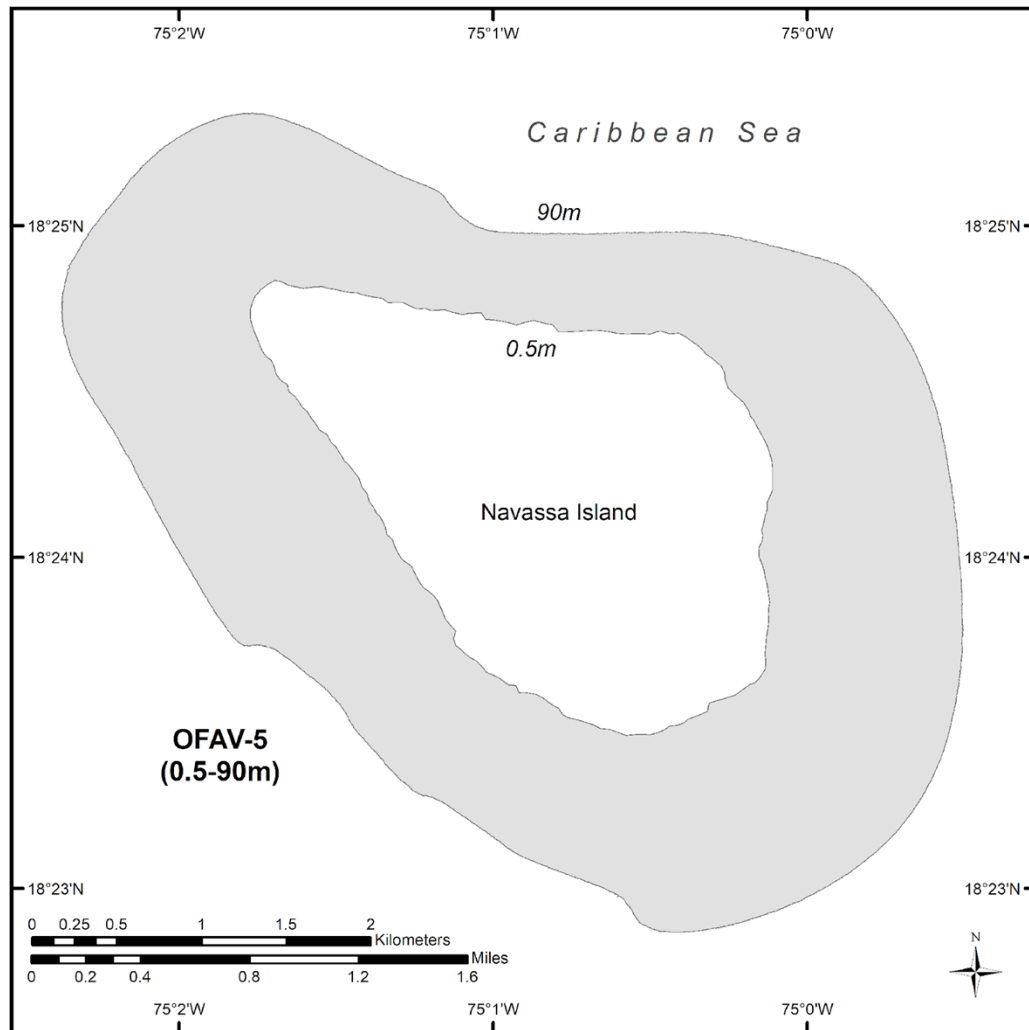 75°2'W 75°1'W 75°0'W
Caribbean Sea
90m
18°25'N 18°25'N
0.5m
Navassa Island
18°24'N 18°24'N
OFAV-5
(0.5-90m)
18°23'N 18°23'N
0 0.25 0.5 1 1.5 2
Kilometers
Miles
0 0.2 0.4 0.8 1.2 1.6
N
75°2'W 75°1'W 75°0'W